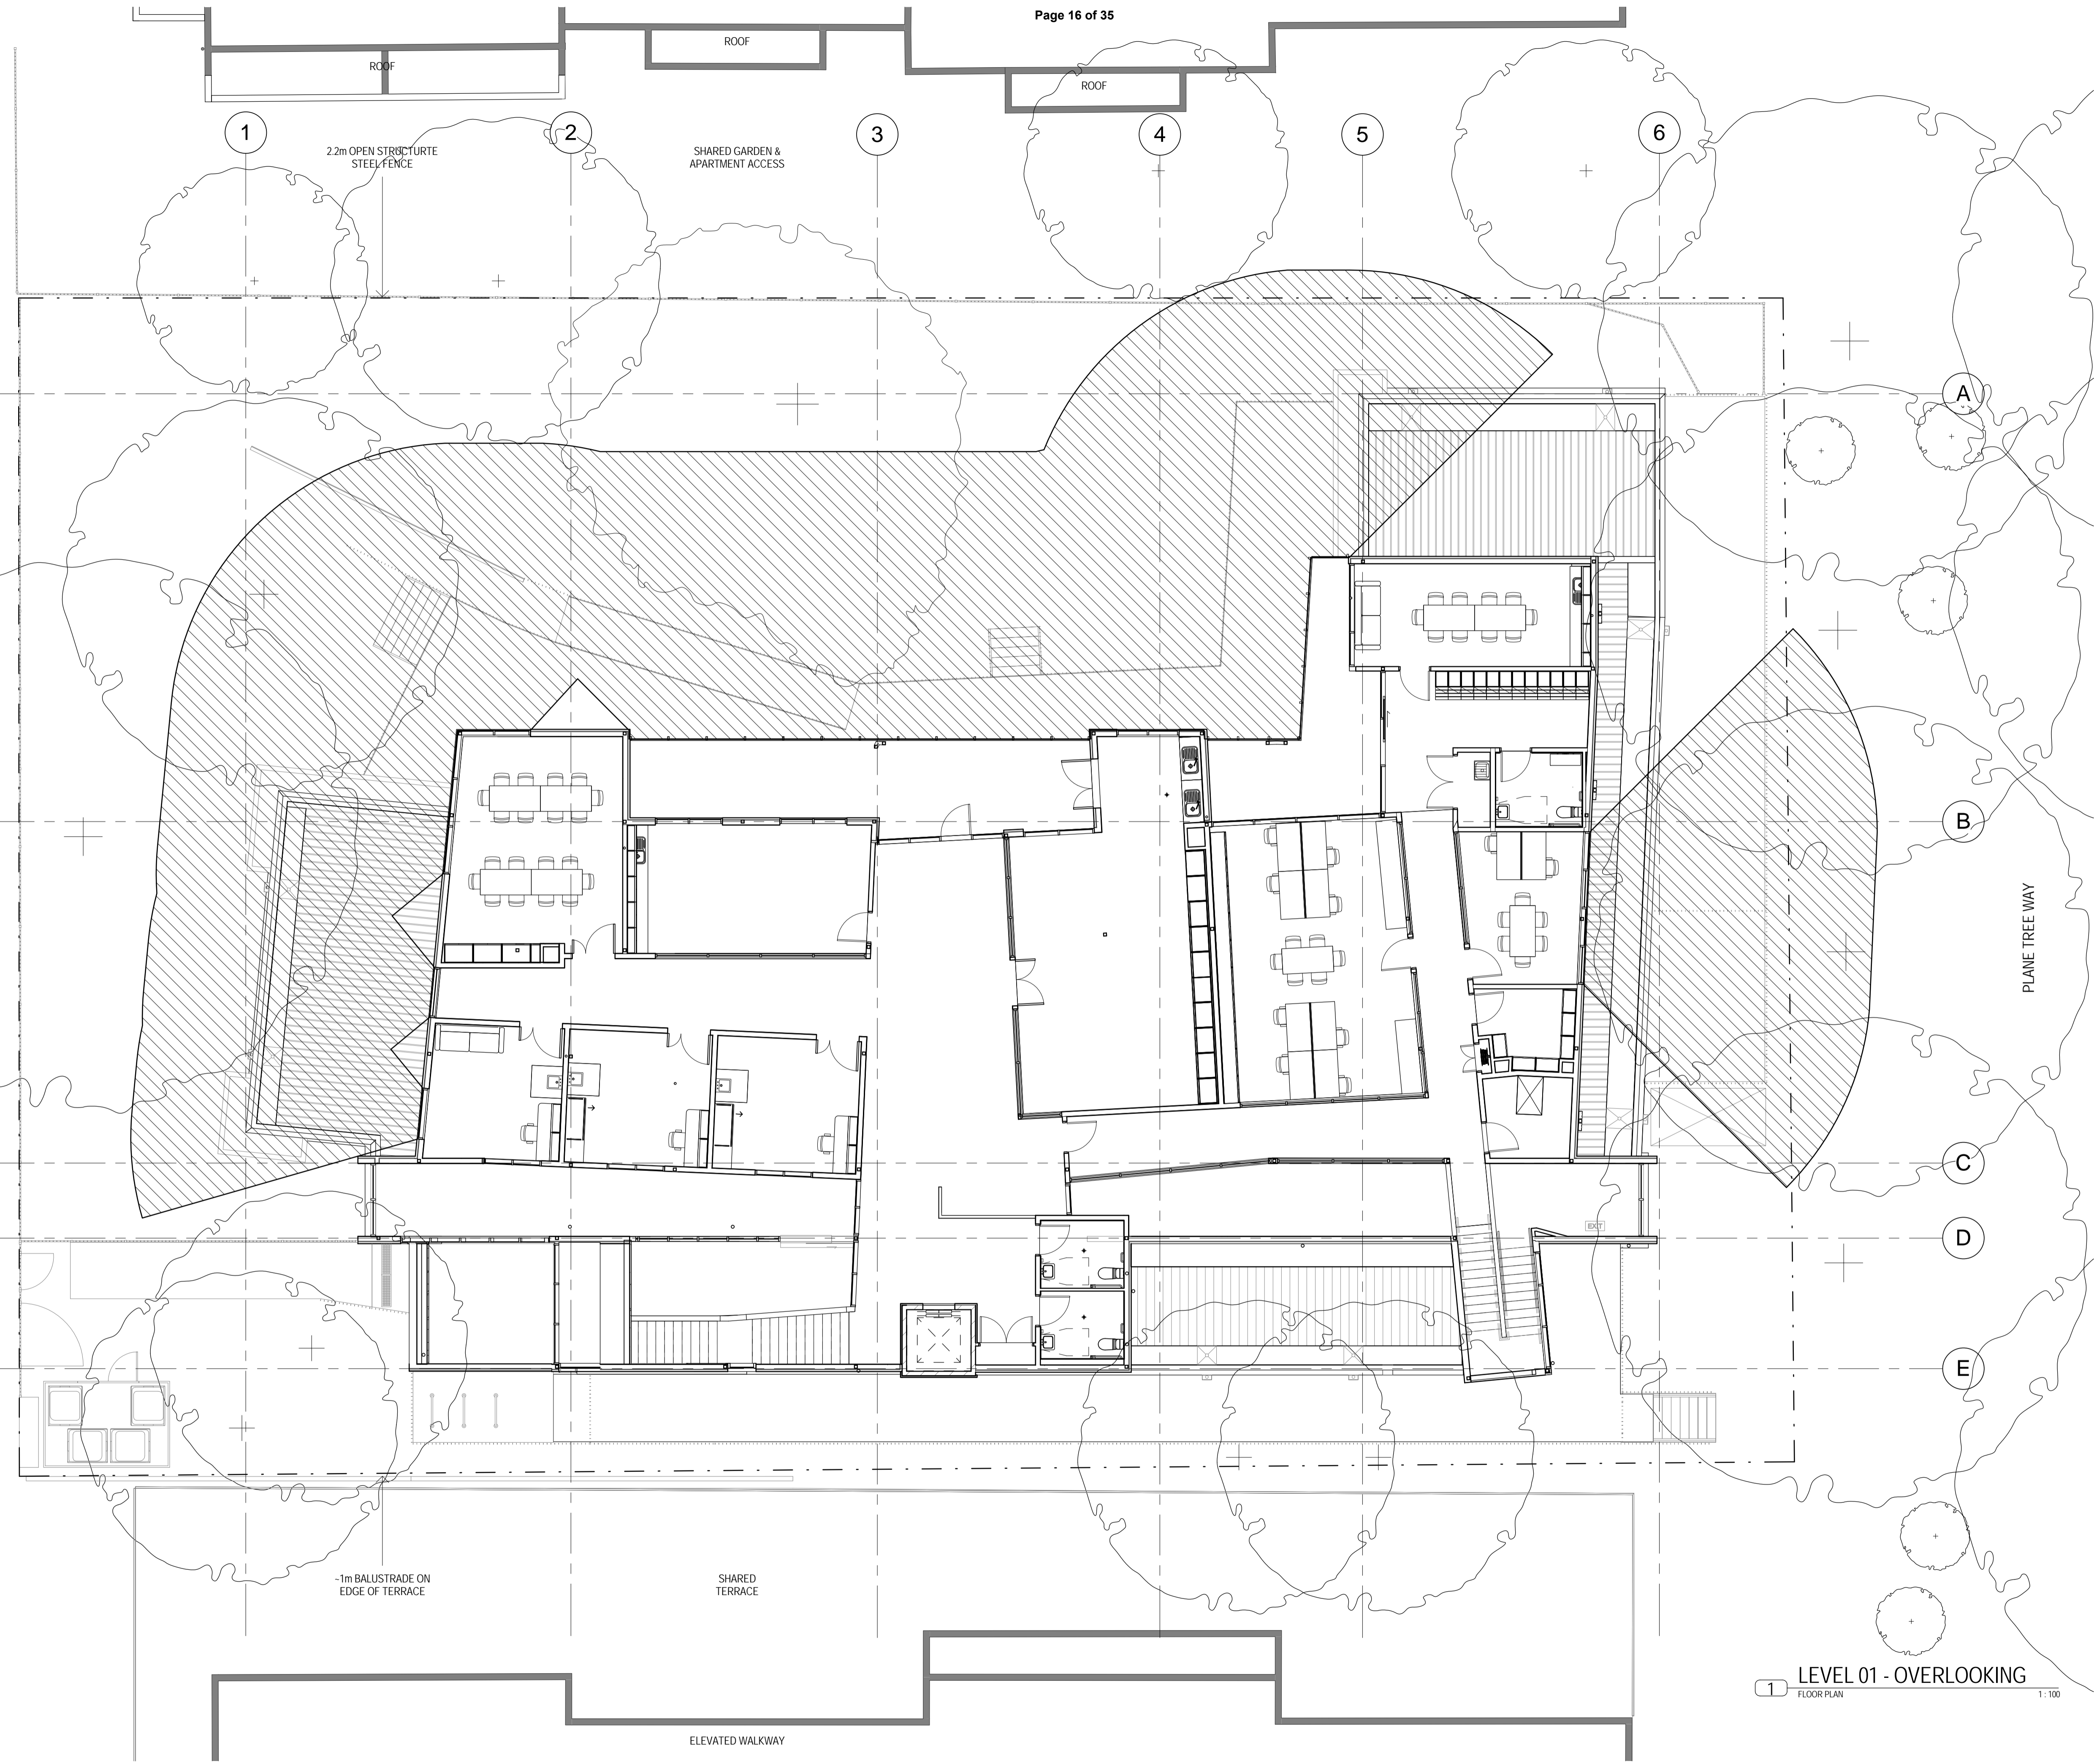 Page 16 of 35
ROOF
ROOF
ROOF
1
2
3
4
5
6
2.2m OPEN STRUCTURTE
STEEL FENCE
SHARED GARDEN &
APARTMENT ACCESS
A
B
PLANE TREE WAY
C
D
EXIT
E
~1m BALUSTRADE ON
EDGE OF TERRACE
SHARED
TERRACE
ELEVATED WALKWAY
1
LEVEL 01 - OVERLOOKING
FLOOR PLAN
1 : 100